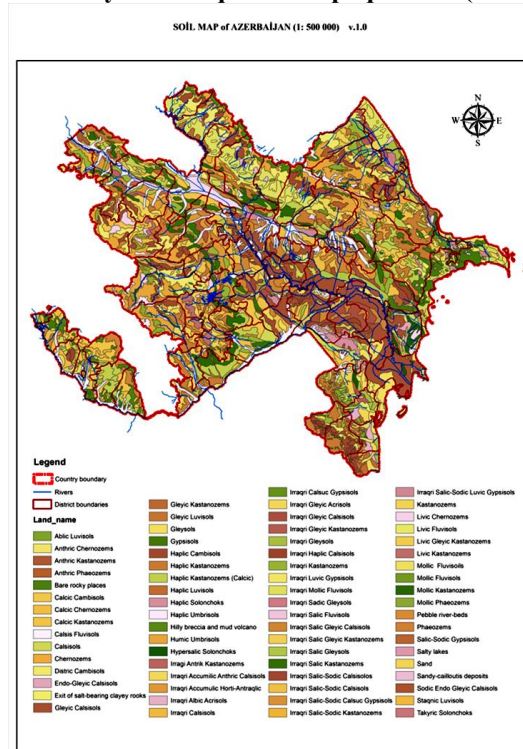 SOİL MAP of AZERBAİJAN (1: 500 000) v.1.0
N
W
E
S
Legend
Country boundary
Rivers
District boundaries
Land_name
Ablic Luvisols
Anthric Chernozems
Anthric Kastanozems
Anthric Phaeozems
Bare rocky places
Calcic Cambisols
Calcic Chernozems
Calcic Kastanozems
Calsis Fluvisols
Calsisols
Chernozems
Distric Cambisols
Endo-Gleyic Calsisols
Exit of salt-bearing clayey rooks
Gleyic Calsisols
Gleyic Kastanozems
Gleyic Luvisols
Gleysols
Gypsisols
Haplic Cambisols
Haplic Kastanozems
Haplic Kastanozems (Calcic)
Haplic Luvisols
Haplic Solonchoks
Haplic Umbrisols
Hilly breccia and mud volcano
Humic Umbrisols
Hypersalic Solonchoks
Irragi Antrik Kastanozems
Irraqri Accumilic Anthric Calsisols
Irraqri Accumulic Horti-Antraqlic
Irraqri Albic Acrisols
Irraqri Calsisols
Irraqri Calsuc Gypsisols
Irraqri Gleyic Acrisols
Irraqri Gleyic Calcisols
Irraqri Gleyic Kastanozems
Irraqri Gleysols
Irraqri Haplic Calsisols
Irraqri Kastanozems
Irraqri Luvic Gypsisols
Irraqri Mollic Fluvisols
Irraqri Sadic Gleysols
Irraqri Salic Fluvisols
Irraqri Salic Gleyic Calsisols
Irraqri Salic Gleyic Kastanozems
Irraqri Salic Gleysols
Irraqri Salic Kastanozems
Irraqri Salic-Sodic Calsisolos
Irraqri Salic-Sodic Calsisols
Irraqri Salic-Sodic Calsuc Gypsisols
Irraqri Salic-Sodic Kastanozems
Irraqri Salic-Sodic Luvic Gypsisols
Kastanozems
Livic Chernozems
Livic Fluvisols
Livic Gleyic Kastanozems
Livic Kastanozems
Mollic Fluvisoils
Mollic Fluvisols
Mollic Kastanozems
Mollic Phaeozems
Pebble river-beds
Phaeozems
Salic-Sodic Gypsisols
Salty lakes
Sand
Sandy-cailloutis deposits
Sodic Endo Gleyic Calsisols
Staqnic Luvisols
Takyric Solonchoks